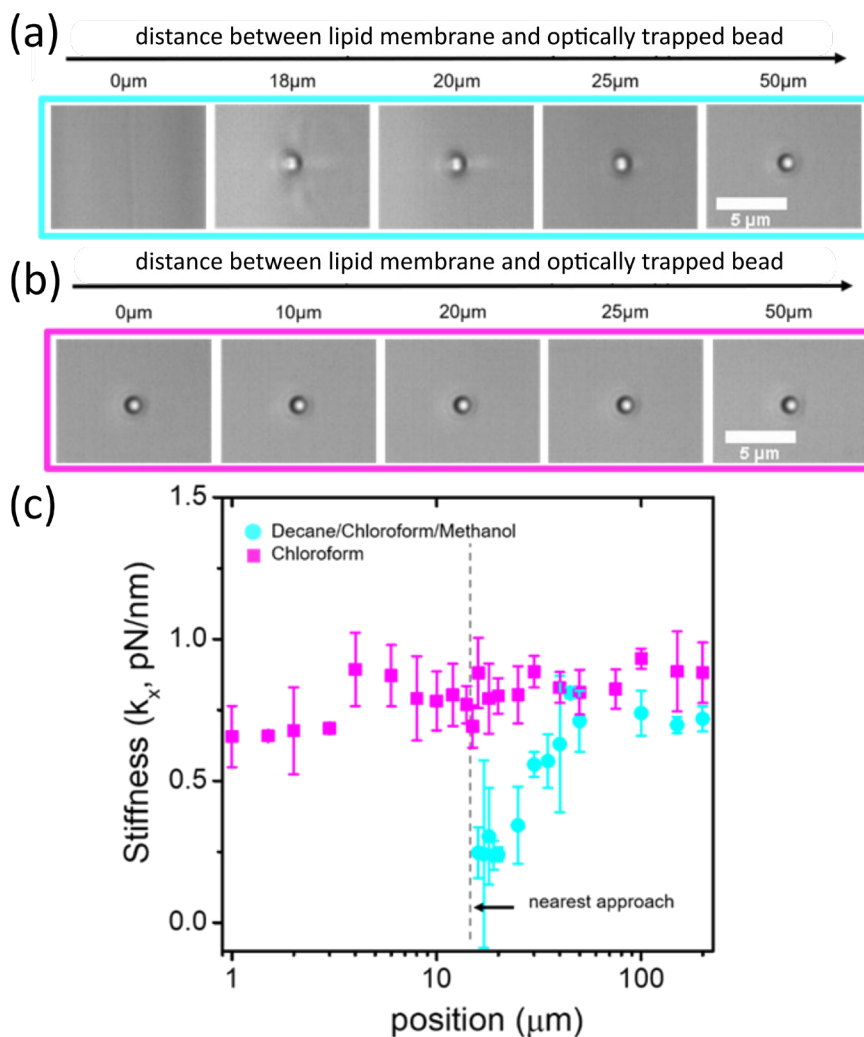 (a)
distance between lipid membrane and optically trapped bead
0μm 18μm 20μm 25μm 50μm
5 μm
(b)
distance between lipid membrane and optically trapped bead
0μm 10μm 20μm 25μm 50μm
5 μm
(c)
1.5
Decane/Chloroform/Methanol
Chloroform
1.0
0.5
0.0
Stiffness (kx, pN/nm)
nearest approach
1 10 100
position (μm)